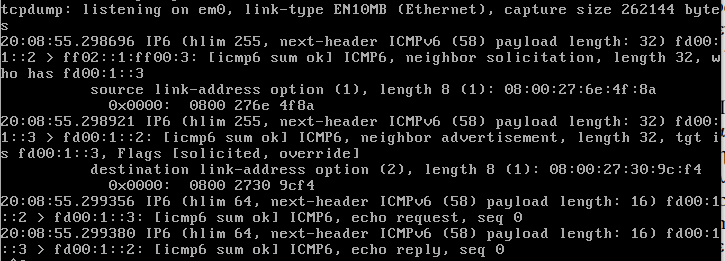 tcpdump: listening on em0, link-type EN10MB (Ethernet), capture size 262144 byte
s
20:08:55.298696 IP6 (hlim 255, next-header ICMPv6 (58) payload length: 32) fd00:
1::2 > ff02::1:ff00:3: [icmp6 sum ok] ICMP6, neighbor solicitation, length 32, w
ho has fd00:1::3
source link-address option (1), length 8 (1): 08:00:27:6e:4f:8a
0x0000:  0800 276e 4f8a
20:08:55.298921 IP6 (hlim 255, next-header ICMPv6 (58) payload length: 32) fd00:
1::3 > fd00:1::2: [icmp6 sum ok] ICMP6, neighbor advertisement, length 32, tgt i
s fd00:1::3, Flags [solicited, override]
destination link-address option (2), length 8 (1): 08:00:27:30:9c:f4
0x0000:  0800 2730 9cf4
20:08:55.299356 IP6 (hlim 64, next-header ICMPv6 (58) payload length: 16) fd00:1
::2 > fd00:1::3: [icmp6 sum ok] ICMP6, echo request, seq 0
20:08:55.299380 IP6 (hlim 64, next-header ICMPv6 (58) payload length: 16) fd00:1
::3 > fd00:1::2: [icmp6 sum ok] ICMP6, echo reply, seq 0